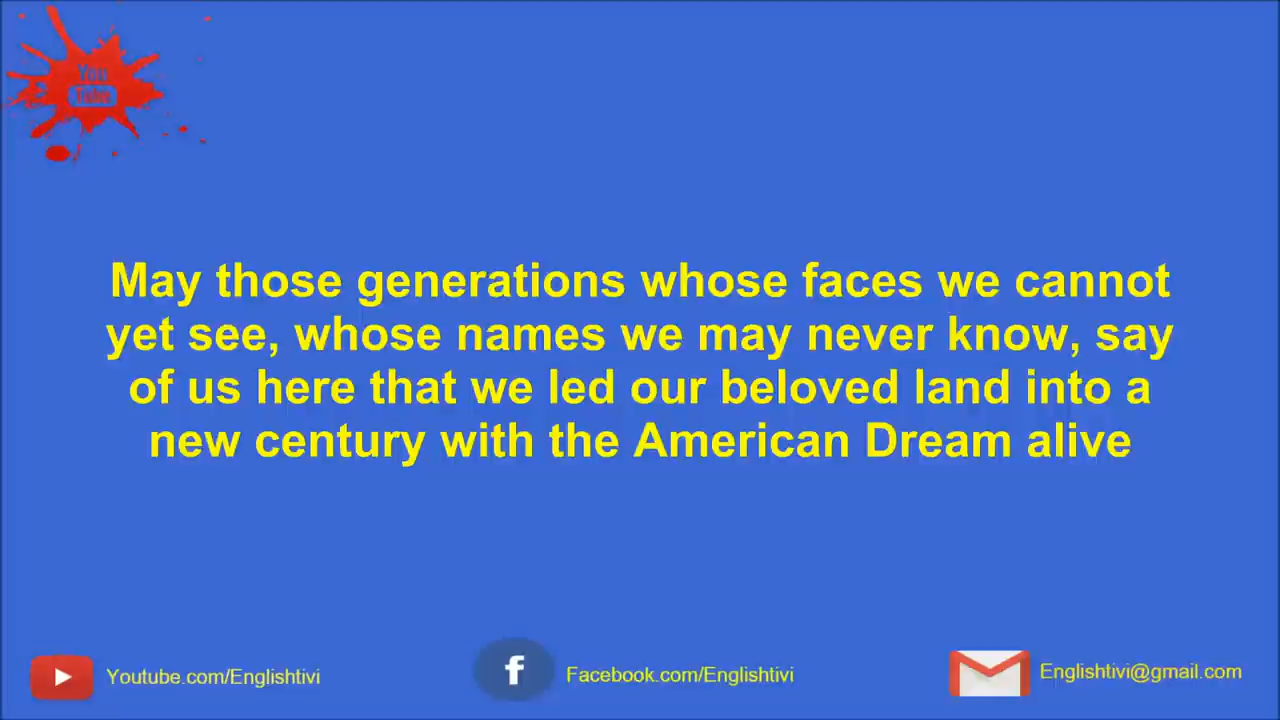 You
Tube
May those generations whose faces we cannot
yet see, whose names we may never know, say
of us here that we led our beloved land into a
new century with the American Dream alive
Youtube.com/Englishtivi
f
Facebook.com/Englishtivi
Englishtivi@gmail.com